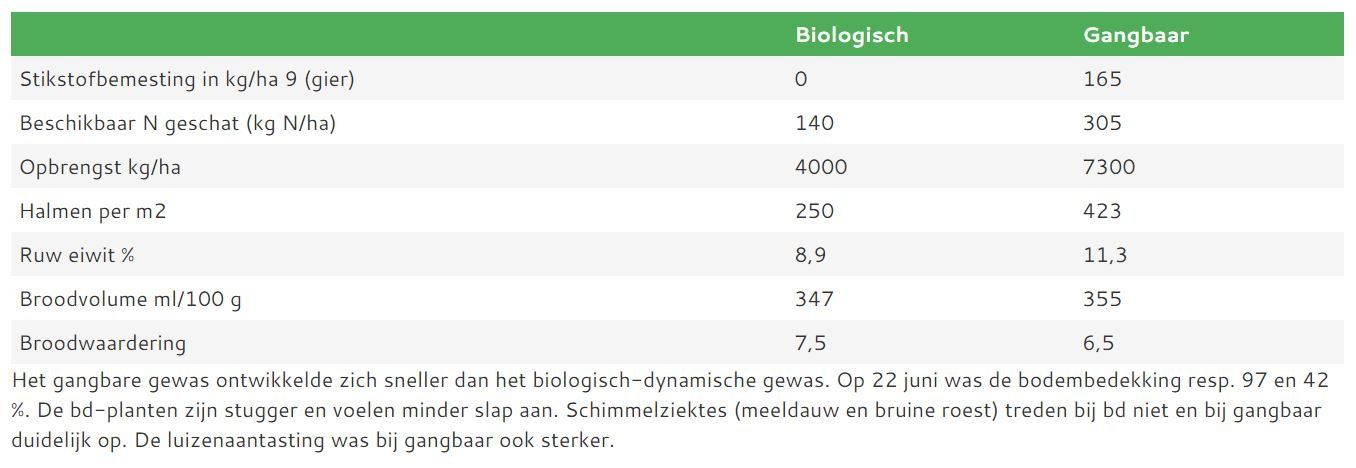 Biologisch Gangbaar
Stikstofbemesting in kg/ha 9 (gier) 0 165
Beschikbaar N geschat (kg N/ha) 140 305
Opbrengst kg/ha 4000 7300
Halmen per m2 250 423
Ruw eiwit % 8,9 11,3
Broodvolume ml/100 g 347 355
Broodwaardering 7,5 6,5
Het gangbare gewas ontwikkelde zich sneller dan het biologisch-dynamische gewas. Op 22 juni was de bodembedekking resp. 97 en 42
%. De bd-planten zijn stugger en voelen minder slap aan. Schimmelziektes (meeldauw en bruine roest) treden bij bd niet en bij gangbaar
duidelijk op. De luizenaantasting was bij gangbaar ook sterker.